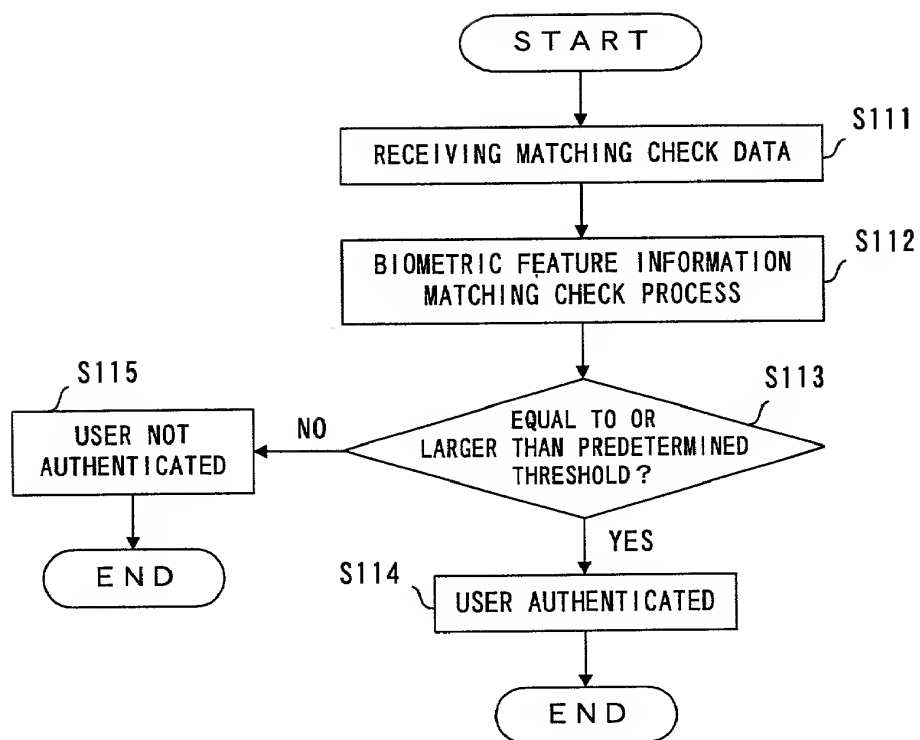 START
S111
RECEIVING MATCHING CHECK DATA
S112
BIOMETRIC FEATURE INFORMATION
MATCHING CHECK PROCESS
S113
EQUAL TO OR
LARGER THAN PREDETERMINED
THRESHOLD?
NO
S115
USER NOT
AUTHENTICATED
END
YES
S114
USER AUTHENTICATED
END